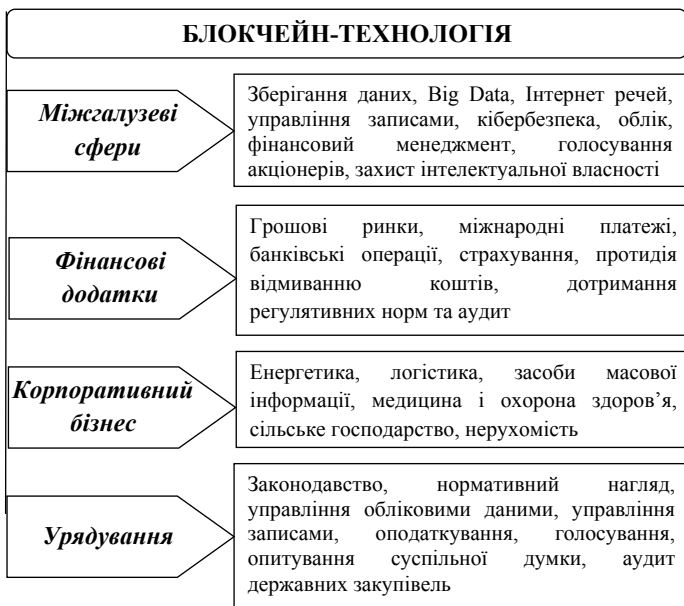 БЛОКЧЕЙН-ТЕХНОЛОГІЯ
Міжгалузеві
сфери
Зберігання даних, Big Data, Інтернет речей,
управління записами, кібербезпека, облік,
фінансовий менеджмент, голосування
акціонерів, захист інтелектуальної власності
Фінансові
додатки
Грошові ринки, міжнародні платежі,
банківські операції, страхування, протидія
відмиванню коштів, дотримання
регулятивних норм та аудит
Корпоративний
бізнес
Енергетика, логістика, засоби масової
інформації, медицина і охорона здоров’я,
сільське господарство, нерухомість
Урядування
Законодавство, нормативний нагляд,
управління обліковими даними, управління
записами, оподаткування, голосування,
опитування суспільної думки, аудит
державних закупівель